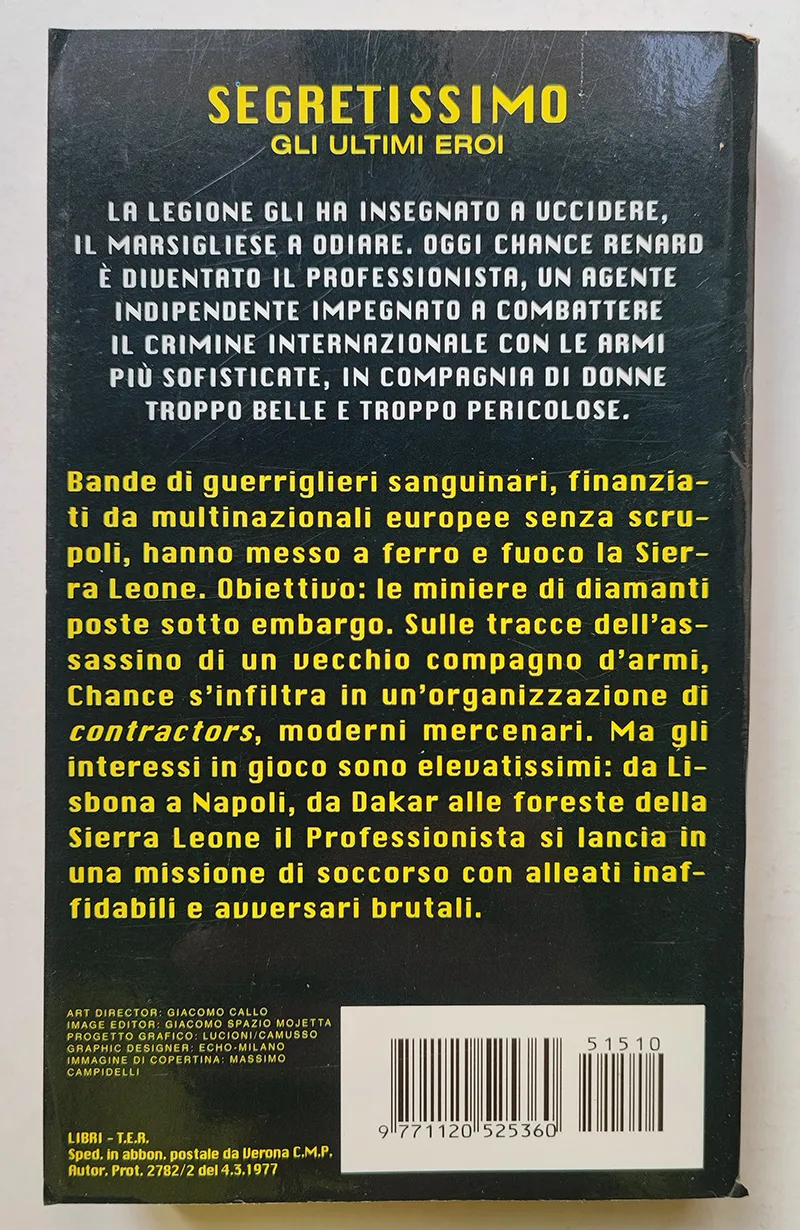 SEGRETISSIMO
GLI ULTIMI EROI
LA LEGIONE GLI HA INSEGNATO A UCCIDERE,
IL MARSIGLIESE A ODIARE. OGGI CHANCE RENARD
È DIVENTATO IL PROFESSIONISTA, UN AGENTE
INDIPENDENTE IMPEGNATO A COMBATTERE
IL CRIMINE INTERNAZIONALE CON LE ARMI
PIÙ SOFISTICATE, IN COMPAGNIA DI DONNE
TROPPO BELLE E TROPPO PERICOLOSE.
Bande di guerriglieri sanguinari, finanzia-
ti da multinazionali europee senza scru-
poli, hanno messo a ferro e fuoco la Sier-
ra Leone. Obiettivo: le miniere di diamanti
poste sotto embargo. Sulle tracce dell'as-
sassino di un vecchio compagno d'armi,
Chance s'infiltra in un'organizzazione di
contractors, moderni mercenari. Ma gli
interessi in gioco sono elevatissimi: da Li-
sbona a Napoli, da Dakar alle foreste della
Sierra Leone il Professionista si lancia in
una missione di soccorso con alleati inaf-
fidabili e avversari brutali.
ART DIRECTOR: GIACOMO CALLO
IMAGE EDITOR: GIACOMO SPAZIO MOJETTA
PROGETTO GRAFICO: LUCIONI/CAMUSSO
GRAPHIC DESIGNER: ECHO-MILANO
IMMAGINE DI COPERTINA: MASSIMO
CAMPIDELLI
LIBRI - T.E.R.
Sped. in abbon. postale da Verona C.M.P.
Autor. Prot. 2782/2 del 4.3.1977
51510
9 771120 525360